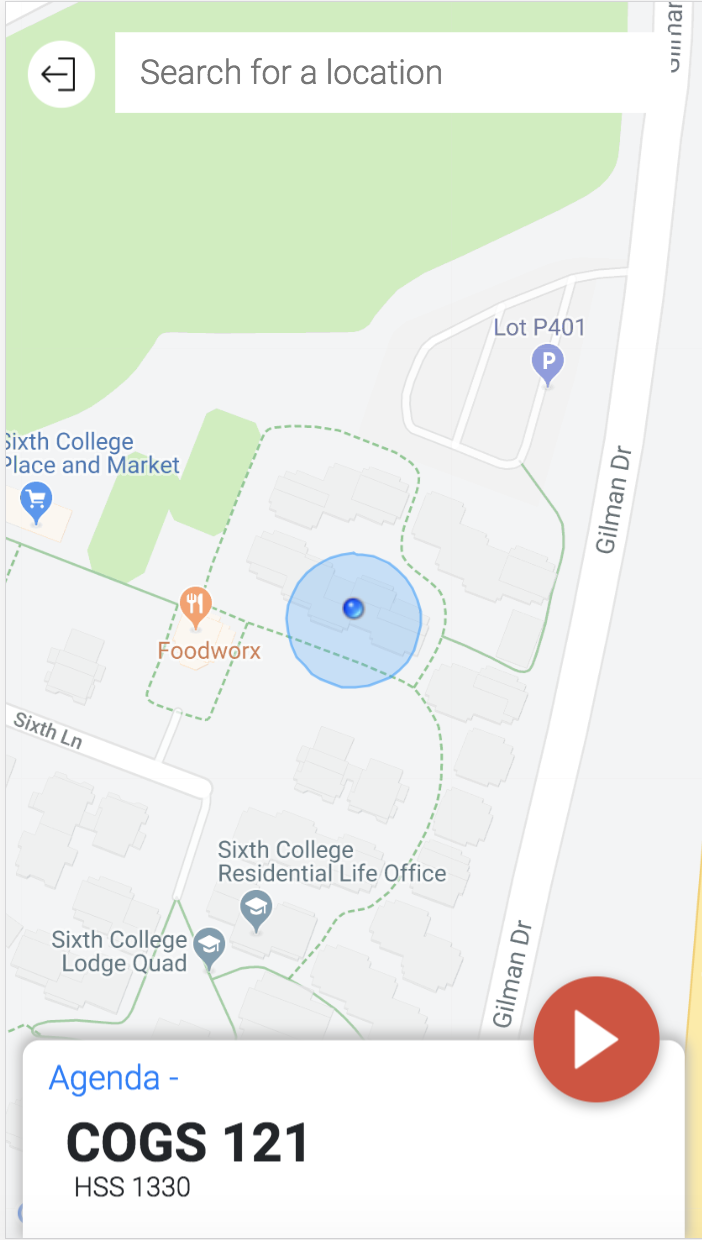 Gilman
Search for a location
Lot P401
P
Sixth College
Place and Market
Gilman Dr
Foodworx
Sixth Ln
Sixth College
Residential Life Office
Sixth College
Lodge Quad
Gilman Dr
Agenda -
COGS 121
HSS 1330